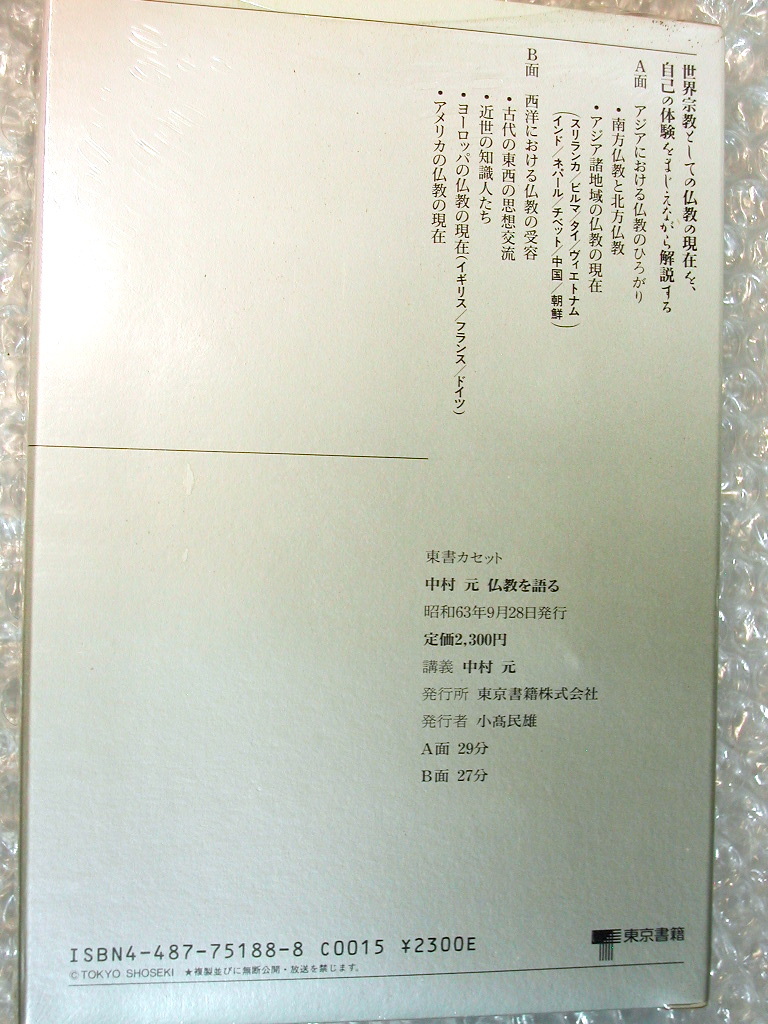 世界宗教としての仏教の現在を、
自己の体験をまじえながら解説する
A面 アジアにおける仏教のひろがり
・南方仏教と北方仏教
・アジア諸地域の仏教の現在
(スリランカ/ビルマ/タイ/ヴィエトナム
インド/ネパール/チベット/中国/朝鮮)
B面 西洋における仏教の受容
・古代の東西の思想交流
・近世の知識人たち
・ヨーロッパの仏教の現在(イギリス/フランス/ドイツ)
・アメリカの仏教の現在
東書カセット
中村 元 仏教を語る
昭和63年9月28日発行
定価2,300円
講義 中村 元
発行所 東京書籍株式会社
発行者 小髙民雄
A面 29分
B面 27分
ISBN4-487-75188-8 C0015 ¥2300E
©TOKYO SHOSEKI ★複製並びに無断公開・放送を禁じます。
東京書籍